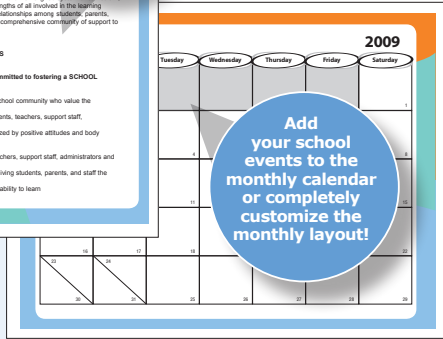 ngths of all involved in the learning
elationships among students, parents,
comprehensive community of support to
S
mmitted to fostering a SCHOOL
chool community who value the
ents, teachers, support staff,
zed by positive attitudes and body
chers, support staff, administrators and
iving students, parents, and staff the
ability to learn
2009
Tuesday Wednesday Thursday Friday Saturday
1
4
11
16 17 18 22
23 24
30 31 25 26 27 28 29
Add
your school
events to the
monthly calendar
or completely
customize the
monthly layout!